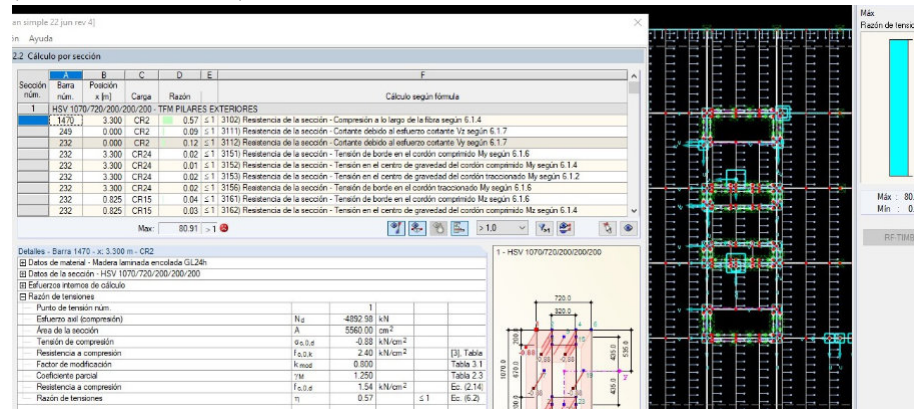 an simple 22 jun rev 4]
Ayuda
2.2 Cálculo por sección
A B C D E F
Sección Barra Posición
núm. núm. x [m] Carga Razón Cálculo según fórmula
1 HSV 1070/720/200/200/200 - TFM PILARES EXTERIORES
1470 3.300 CR2 0.57 ≤ 1 3102) Resistencia de la sección - Compresión a lo largo de la fibra según 6.1.4
249 0.000 CR2 0.09 ≤ 1 3111) Resistencia de la sección - Cortante debido al esfuerzo cortante Vz según 6.1.7
232 0.000 CR2 0.12 ≤ 1 3112) Resistencia de la sección - Cortante debido al esfuerzo cortante Vy según 6.1.7
232 3.300 CR24 0.02 ≤ 1 3151) Resistencia de la sección - Tensión de borde en el cordón comprimido My según 6.1.6
232 3.300 CR24 0.01 ≤ 1 3152) Resistencia de la sección - Tensión en el centro de gravedad del cordón comprimido My según 6.1.4
232 3.300 CR24 0.02 ≤ 1 3153) Resistencia de la sección - Tensión en el centro de gravedad del cordón traccionado My según 6.1.2
232 3.300 CR24 0.02 ≤ 1 3156) Resistencia de la sección - Tensión de borde en el cordón traccionado My según 6.1.6
232 0.825 CR15 0.04 ≤ 1 3161) Resistencia de la sección - Tensión de borde en el cordón comprimido Mz según 6.1.6
232 0.825 CR15 0.03 ≤ 1 3162) Resistencia de la sección - Tensión en el centro de gravedad del cordón comprimido Mz según 6.1.4
Max: 80.91 > 1
> 1,0
Detalles - Barra 1470 - x: 3.300 m - CR2
Datos de material - Madera laminada encolada GL24h
Datos de la sección - HSV 1070/720/200/200/200
Esfuerzos internos de cálculo
Razón de tensiones
Punto de tensión núm. 1
Esfuerzo axil (compresión) Nd -4892.98 kN
Área de la sección A 5560.00 cm2
Tensión de compresión σc,0,d -0.88 kN/cm2
Resistencia a compresión fc,0,k 2.40 kN/cm2 [3]. Tabla
Factor de modificación kmod 0.800 Tabla 3.1
Coeficiente parcial γM 1.250 Tabla 2.3
Resistencia a compresión fc,0,d 1.54 kN/cm2 Ec. (2.14)
Razón de tensiones η 0.57 ≤ 1 Ec. (6.2)
1 - HSV 1070/720/200/200/200
720.0
320.0
200.0
1070.0
670.0
435.0
535.0
435.0
Máx
Razón de tensio
Máx : 80.
Mín : 0.
RF-TIMB